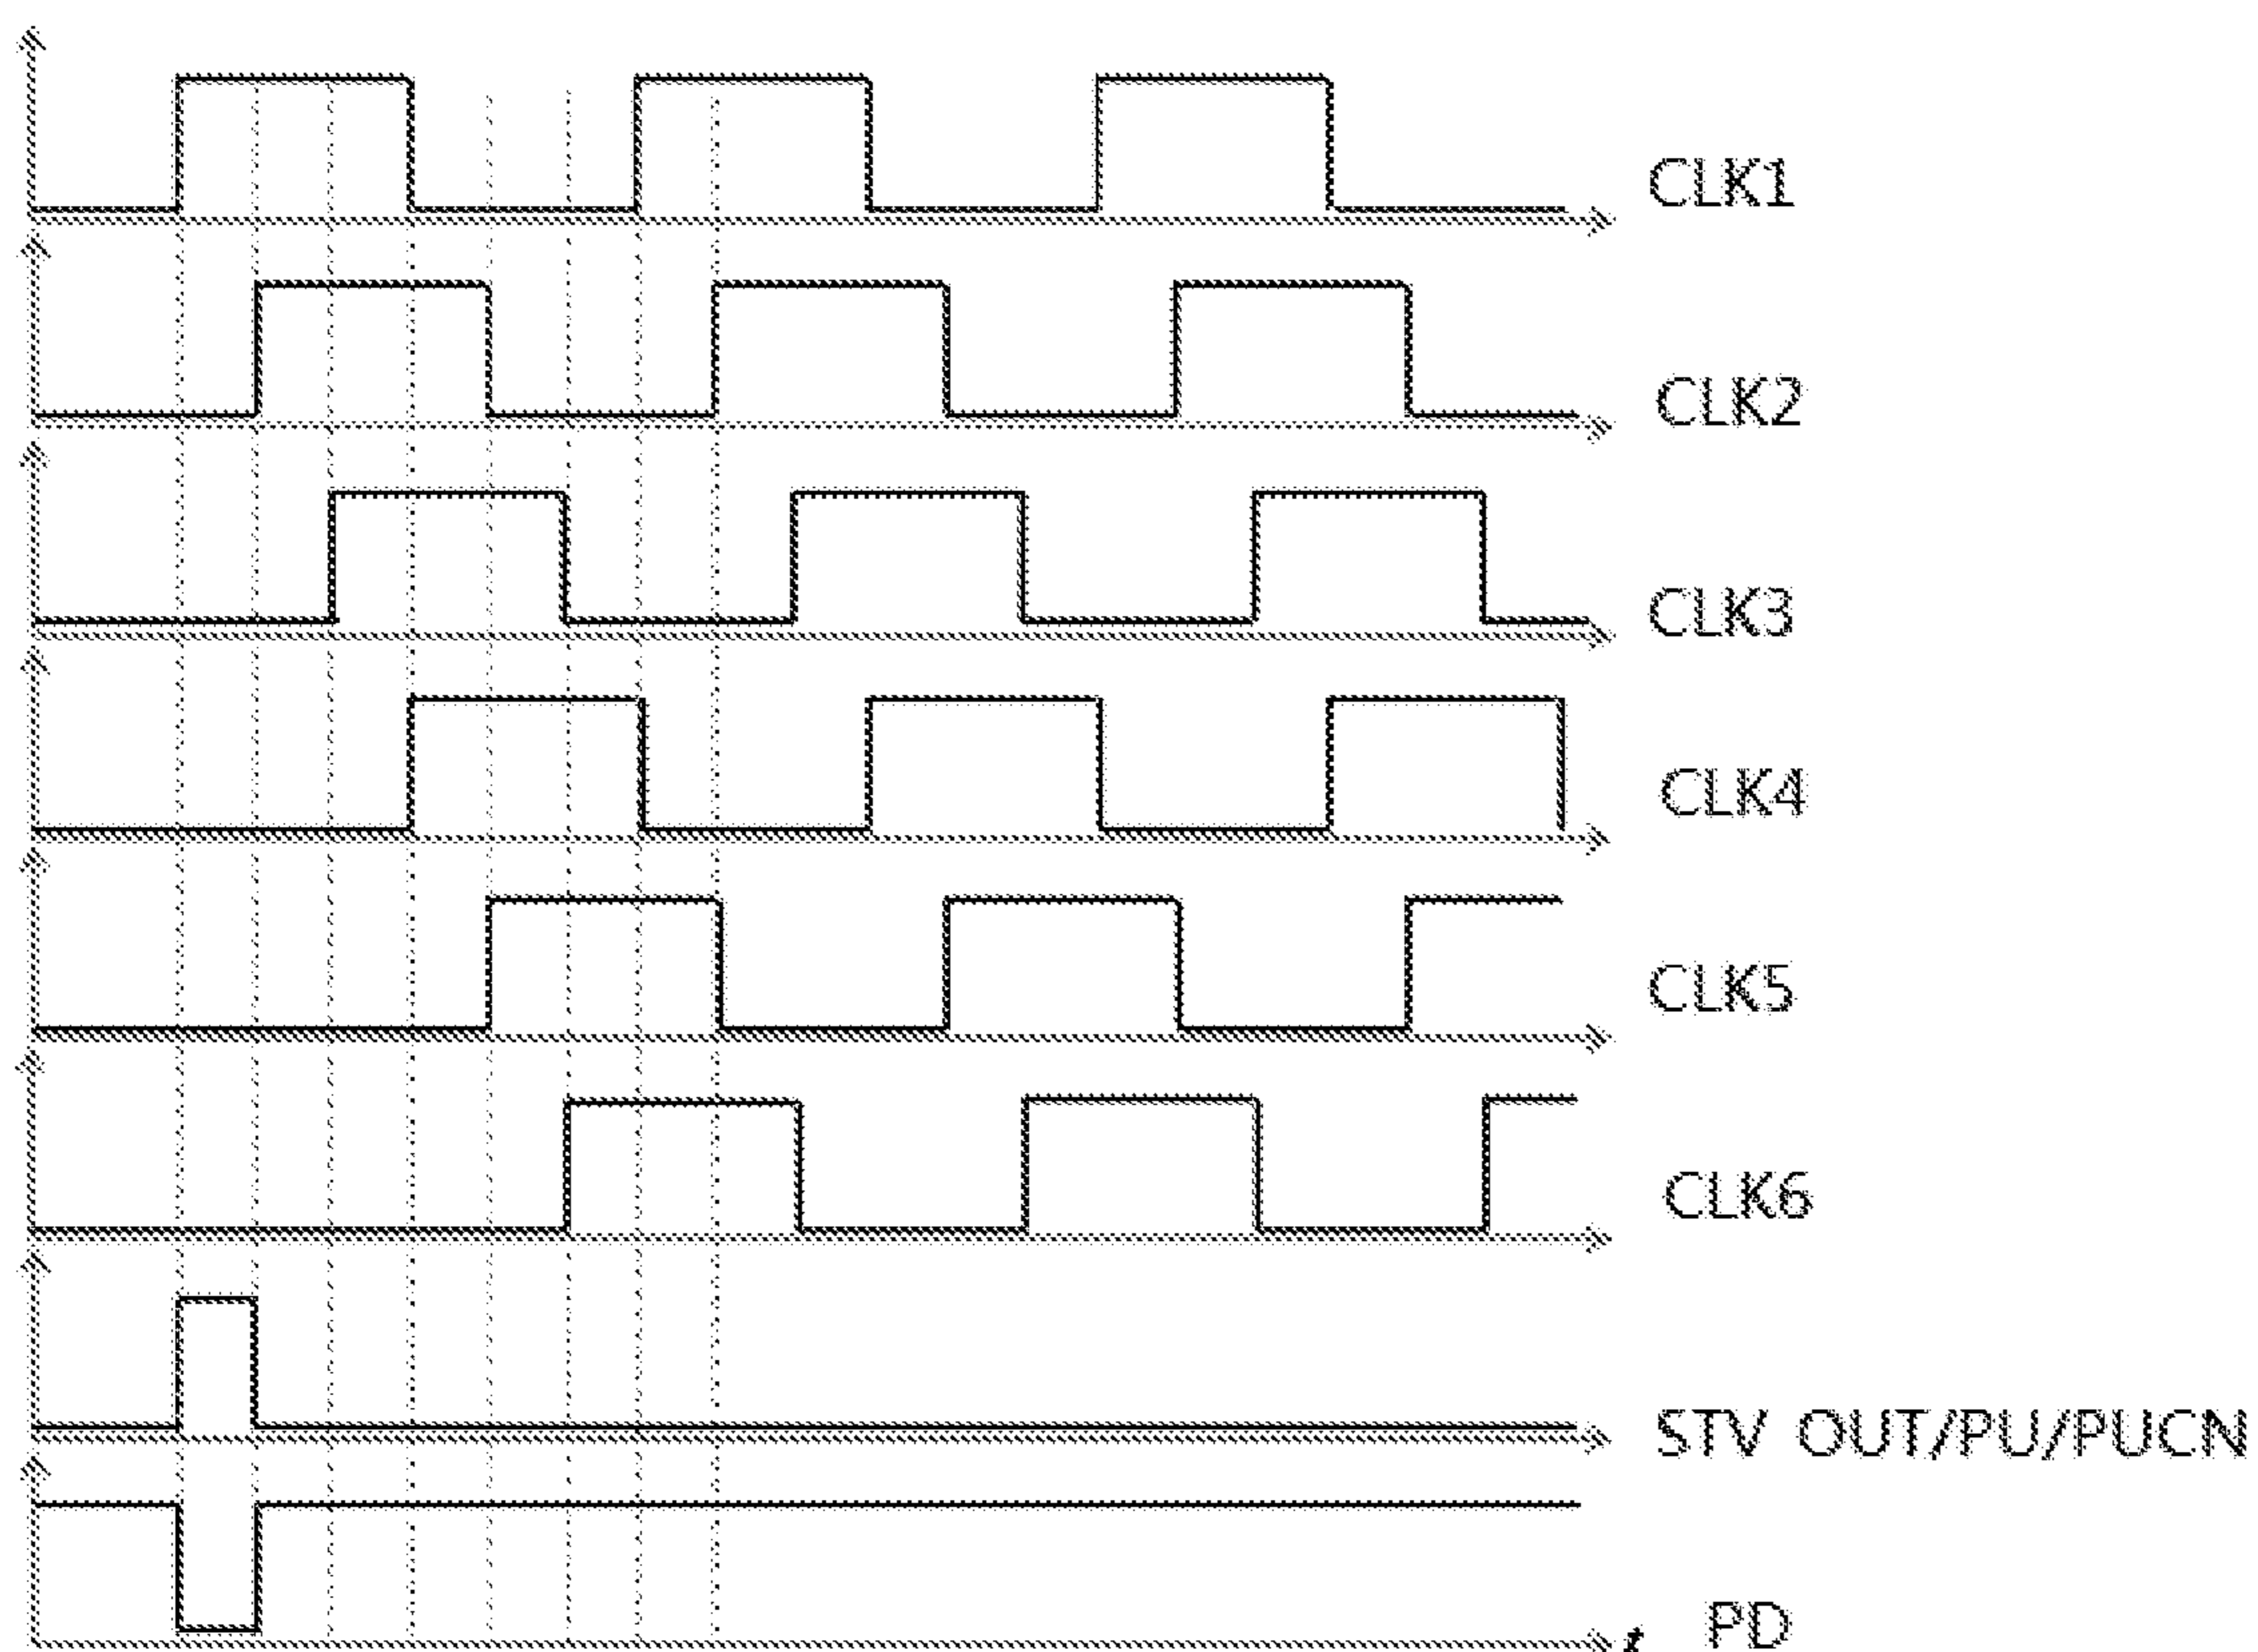 CLK1
CLK2
CLK3
CLK4
CLK5
CLK6
STV OUT/PU/PUCN
t PD